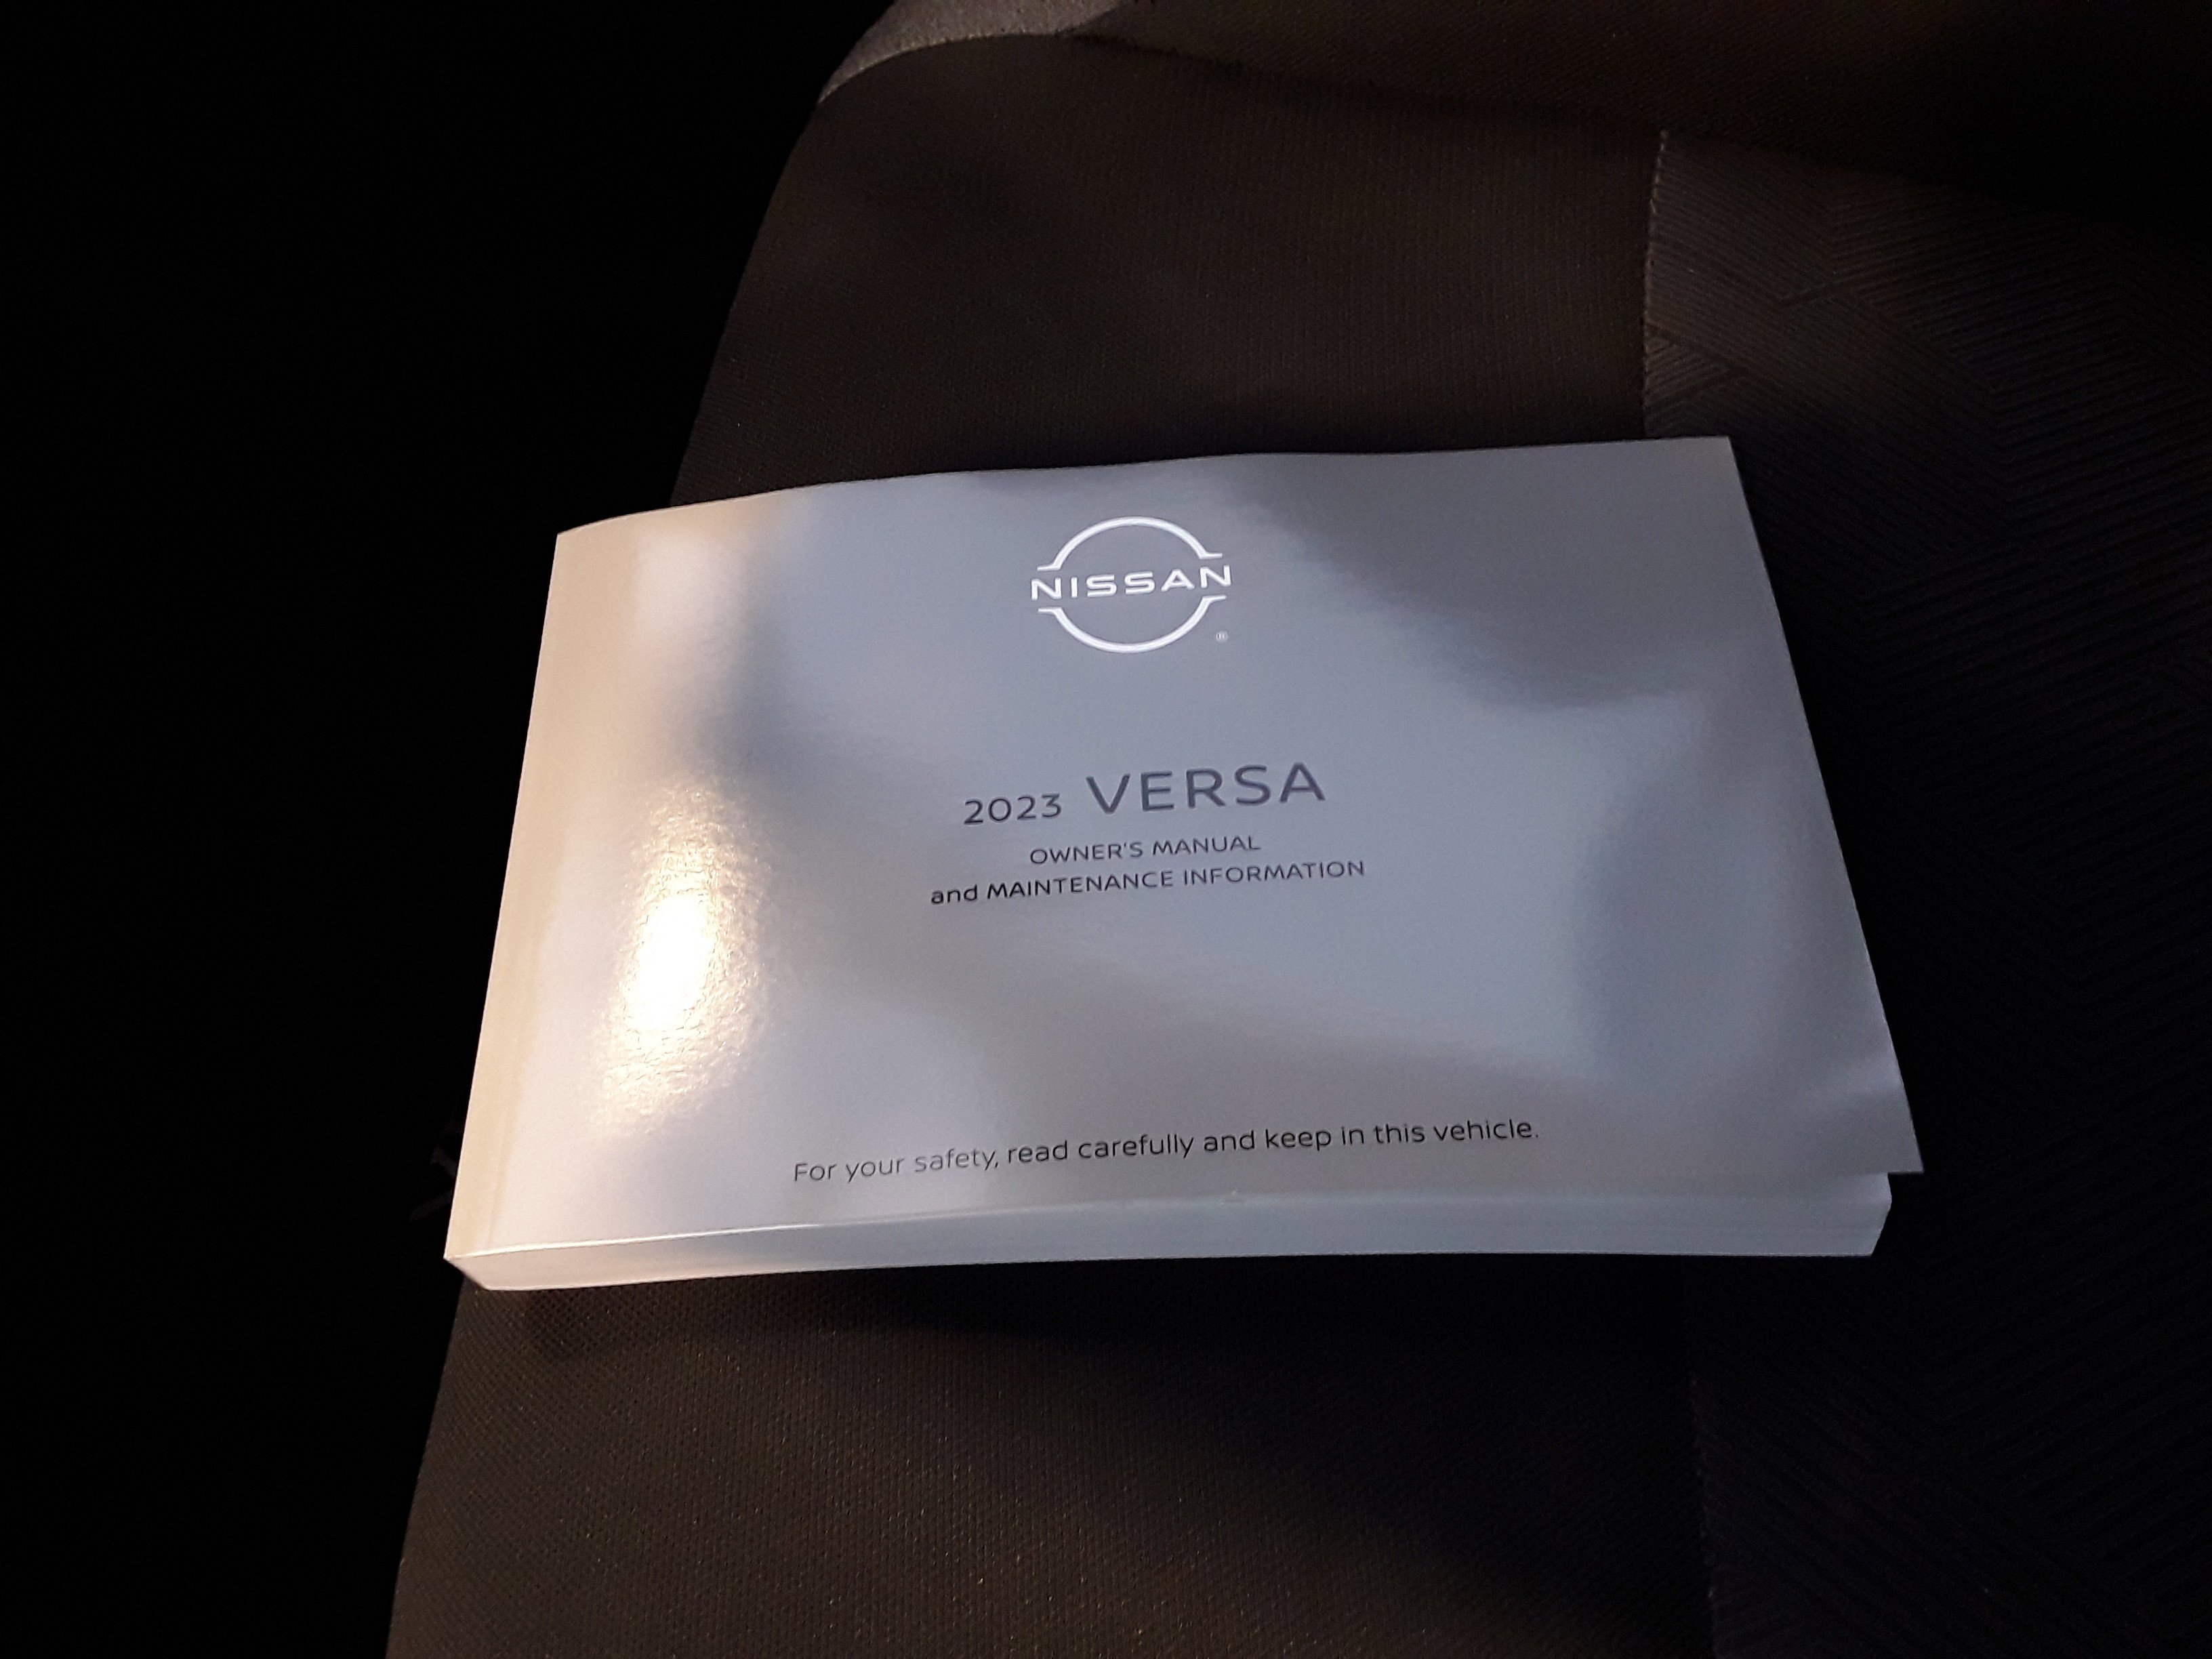 NISSAN
®
2023 VERSA
OWNER'S MANUAL
and MAINTENANCE INFORMATION
For your safety, read carefully and keep in this vehicle.